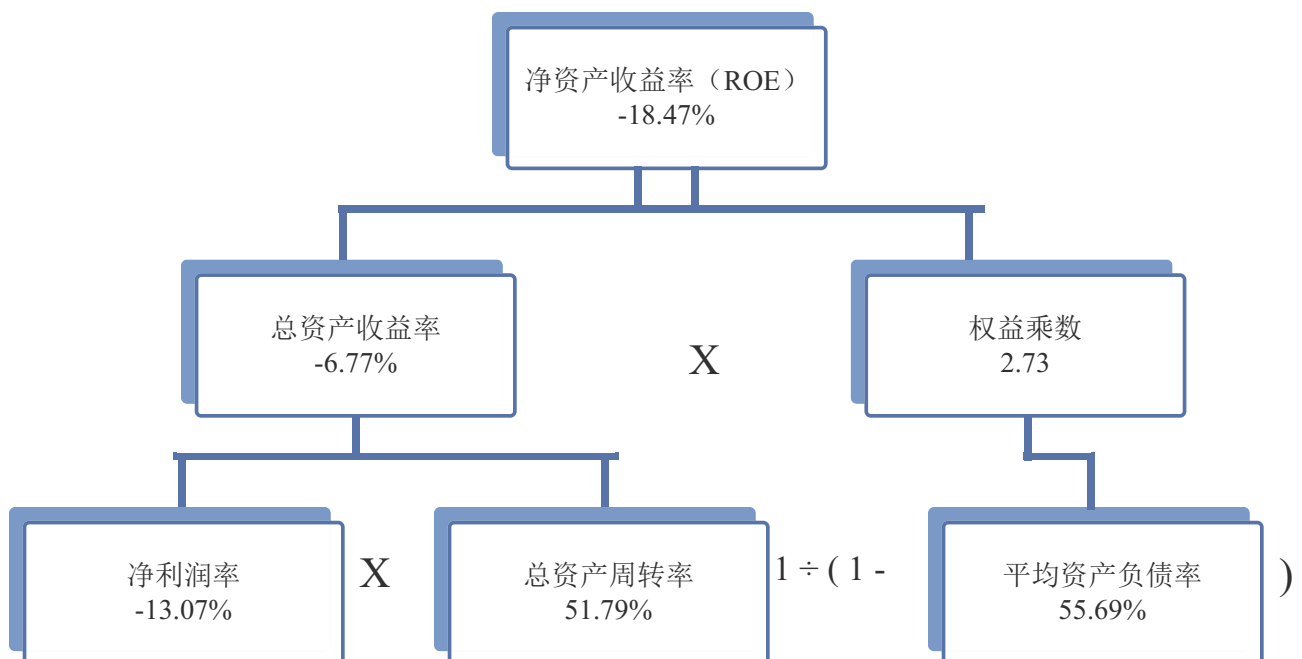 净资产收益率（ROE）
-18.47%
总资产收益率
-6.77%
X
权益乘数
2.73
净利润率
-13.07%
X
总资产周转率
51.79%
1 ÷ ( 1 -
平均资产负债率
55.69%
)